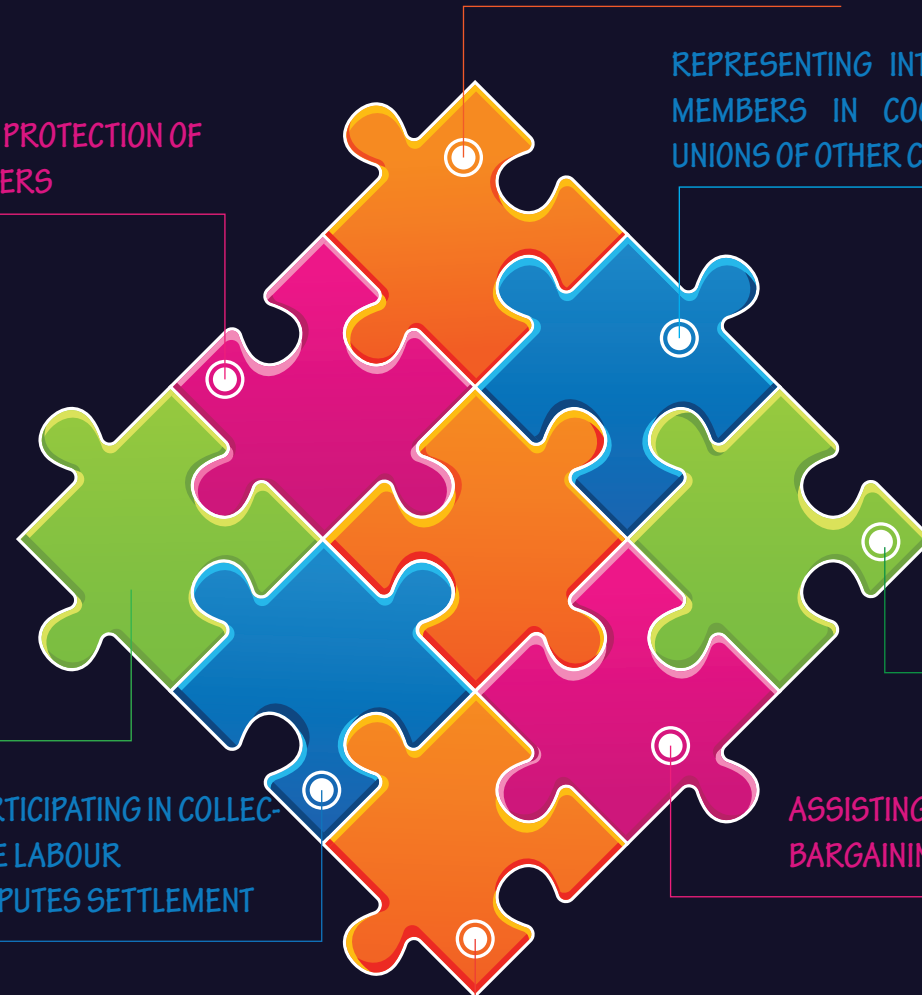 PROTECTION OF
ERS
REPRESENTING INT
MEMBERS IN COO
UNIONS OF OTHER C
RTICIPATING IN COLLEC-
E LABOUR
PUTES SETTLEMENT
ASSISTING
BARGAININ